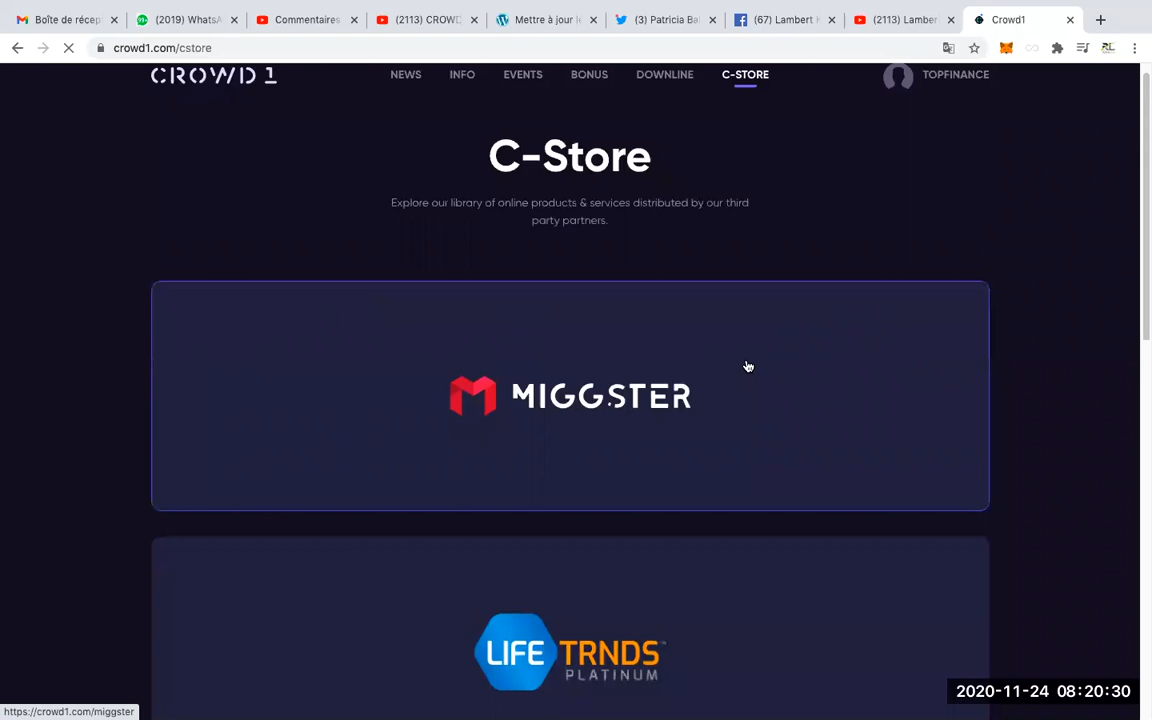 Boîte de récep
(2019) WhatsA
Commentaires
(2113) CROWD
Mettre à jour le
(3) Patricia Ba
(67) Lambert
(2113) Lamber
Crowd1
crowd1.com/cstore
CROWD 1
NEWS
INFO
EVENTS
BONUS
DOWNLINE
C-STORE
TOPFINANCE
C-Store
Explore our library of online products & services distributed by our third
party partners.
MIGGSTER
LIFE TRNDS
PLATINUM
2020-11-24 08:20:30
https://crowd1.com/miggster